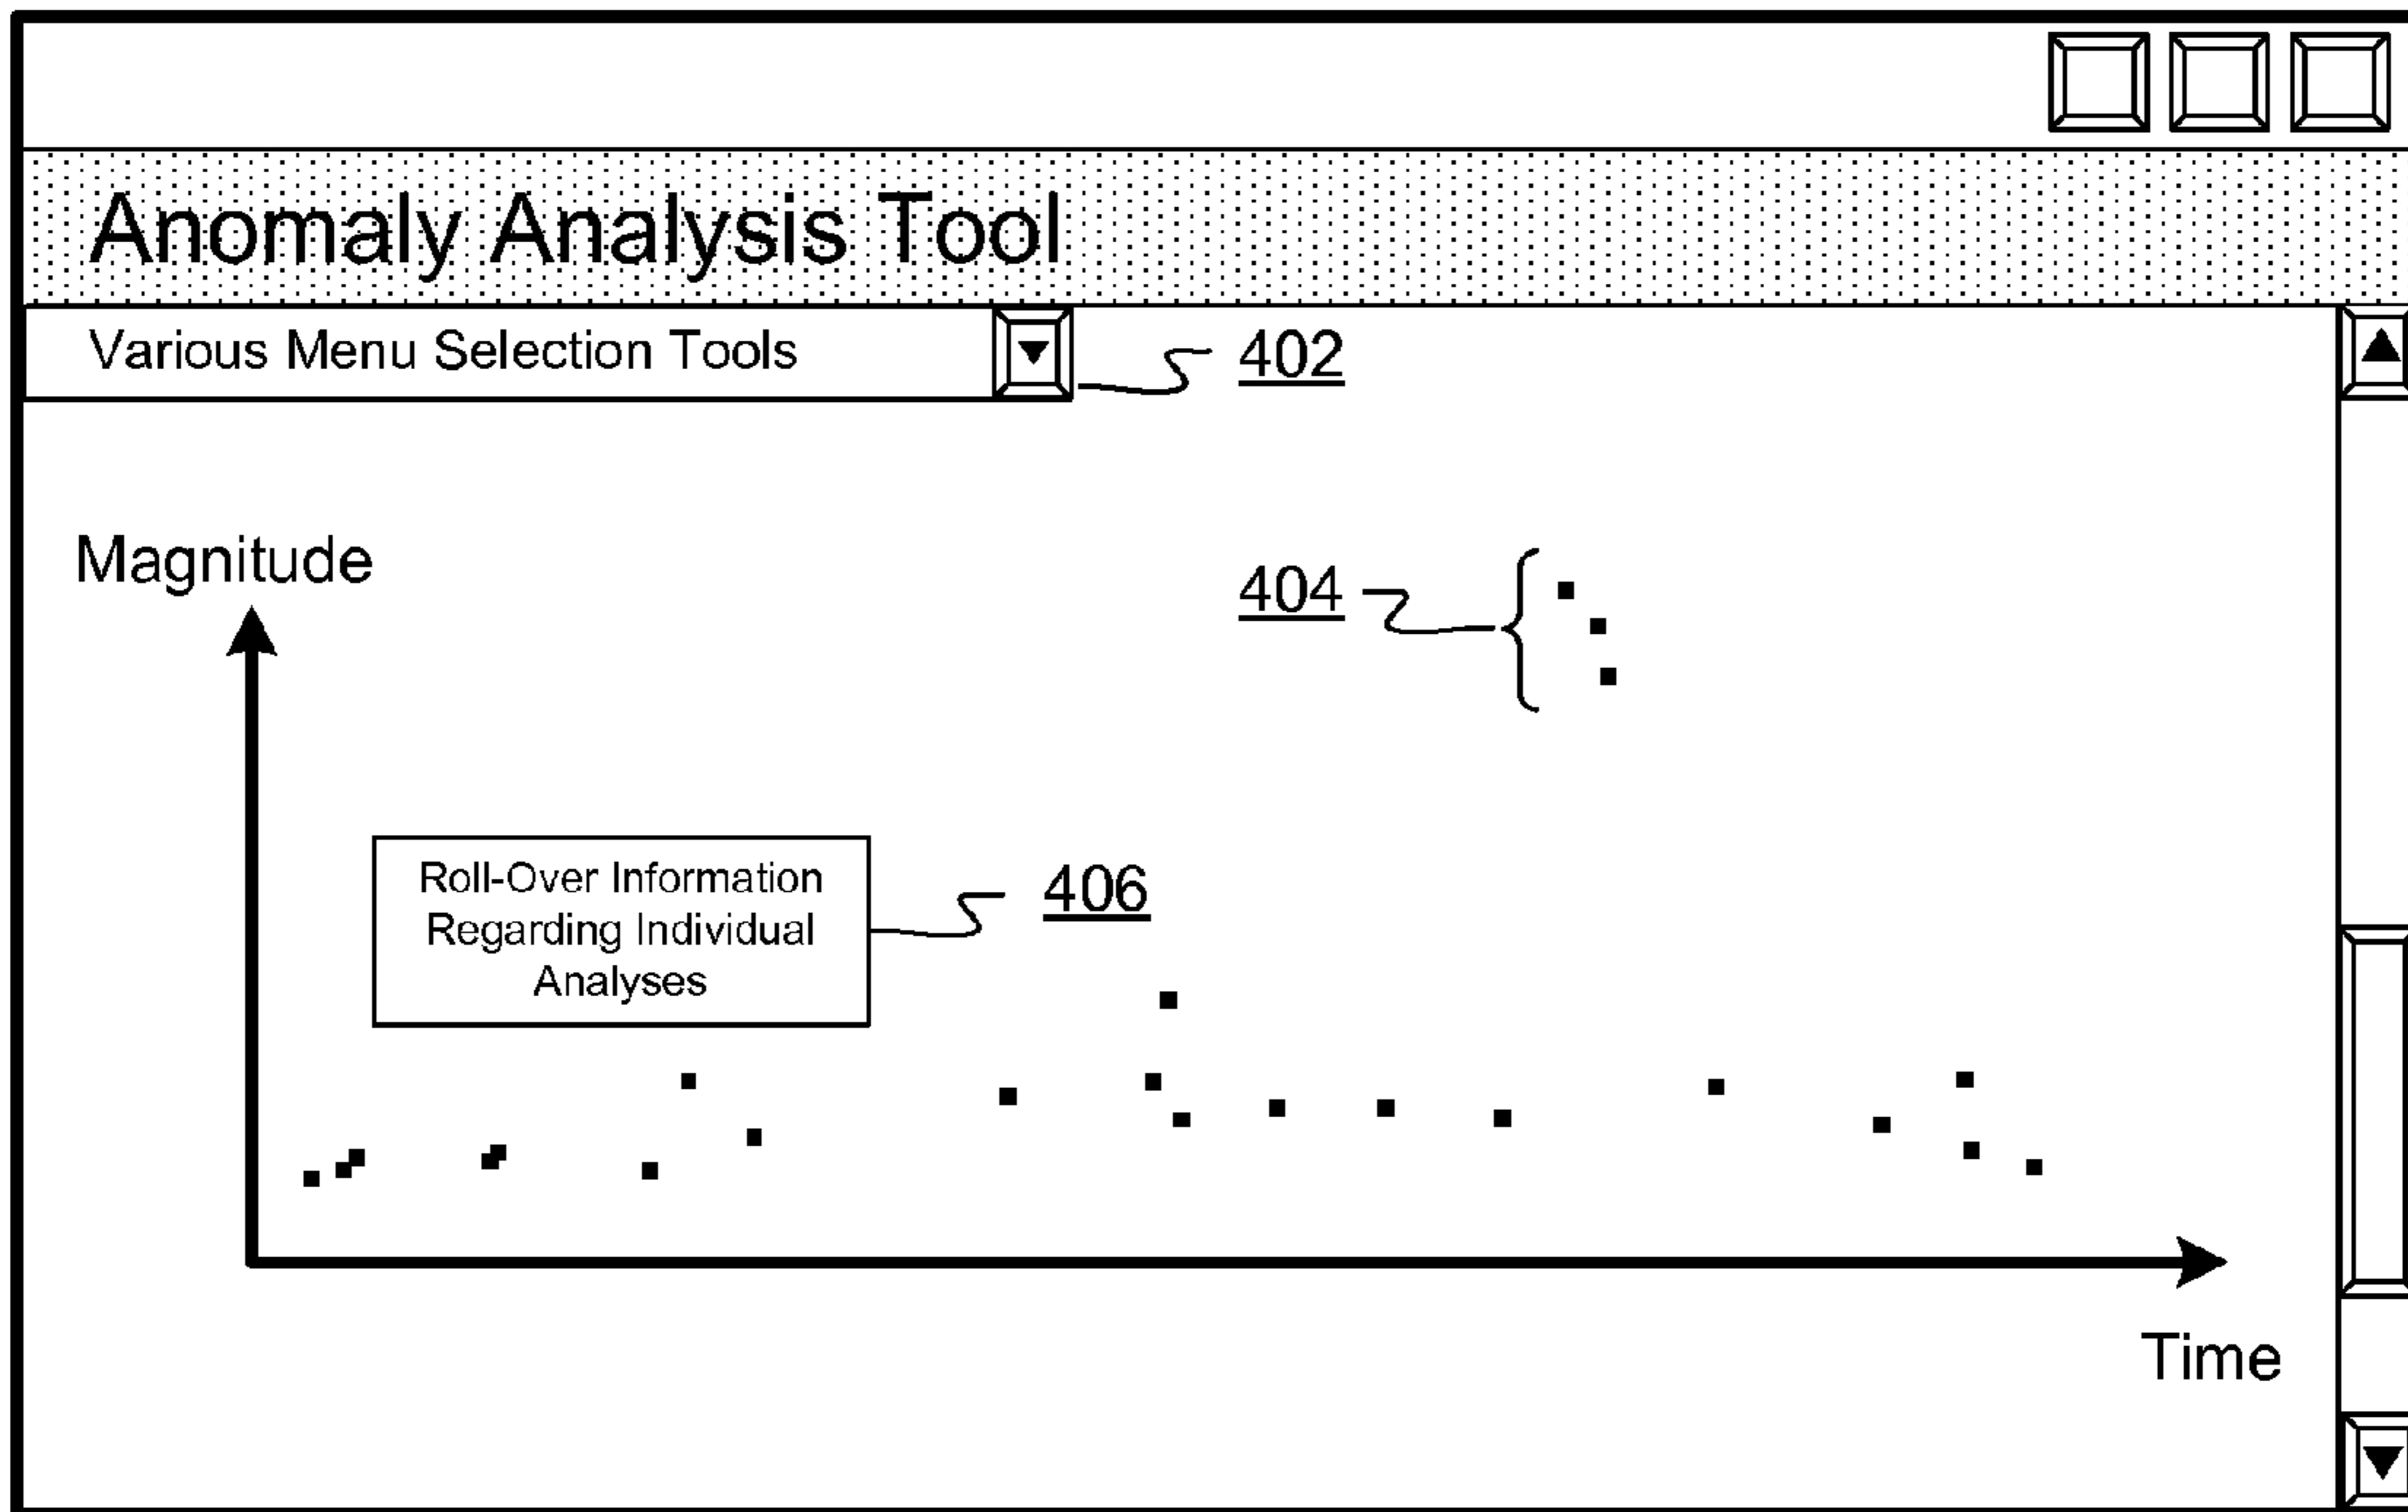 Anomaly Analysis Tool
Various Menu Selection Tools
402
Magnitude
404
Roll-Over Information
Regarding Individual
Analyses
406
Time